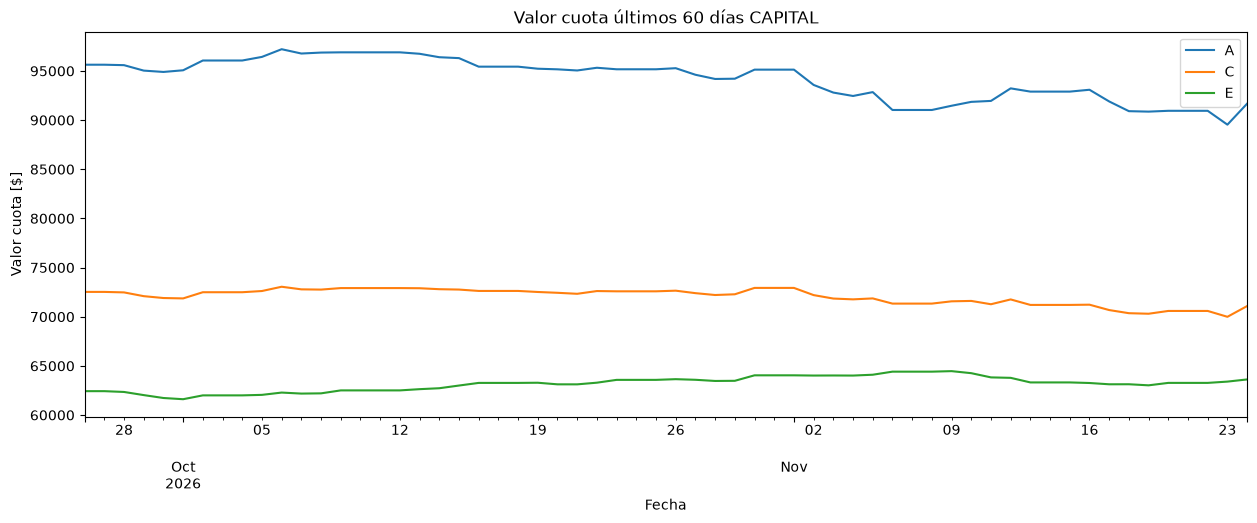 Valor cuota últimos 60 días CAPITAL
A
C
E
Valor cuota [$]
95000
90000
85000
80000
75000
70000
65000
60000
28 05 12 19 26 02 09 16 23
Oct Nov
2026
Fecha